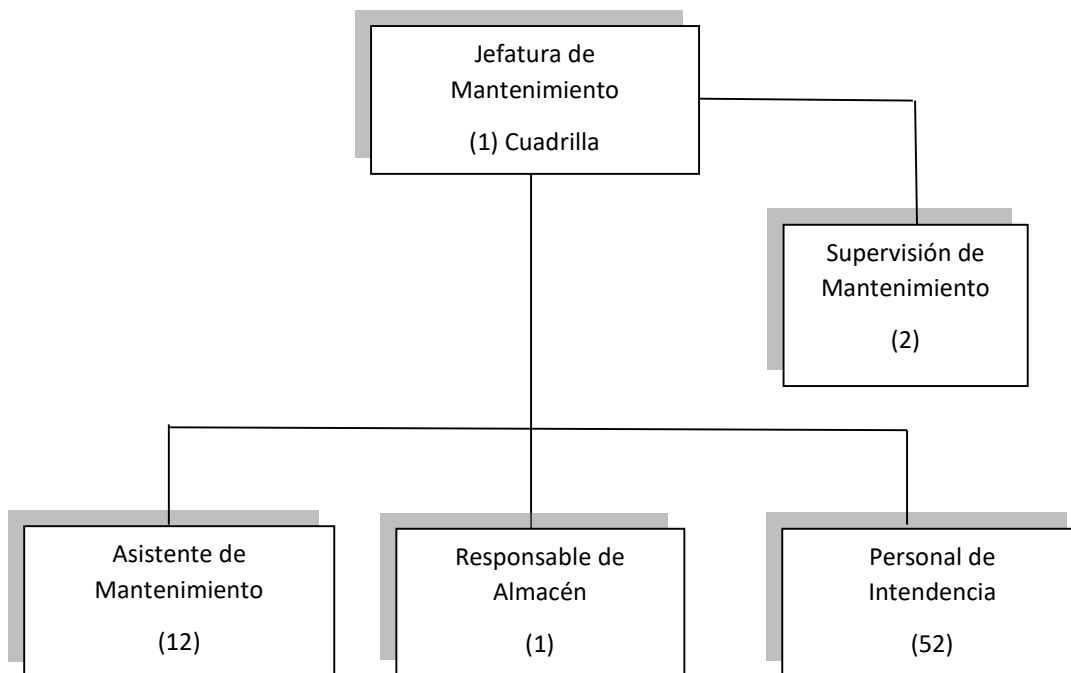 Jefatura de
Mantenimiento
(1) Cuadrilla
Supervisión de
Mantenimiento
(2)
Asistente de
Mantenimiento
(12)
Responsable de
Almacén
(1)
Personal de
Intendencia
(52)